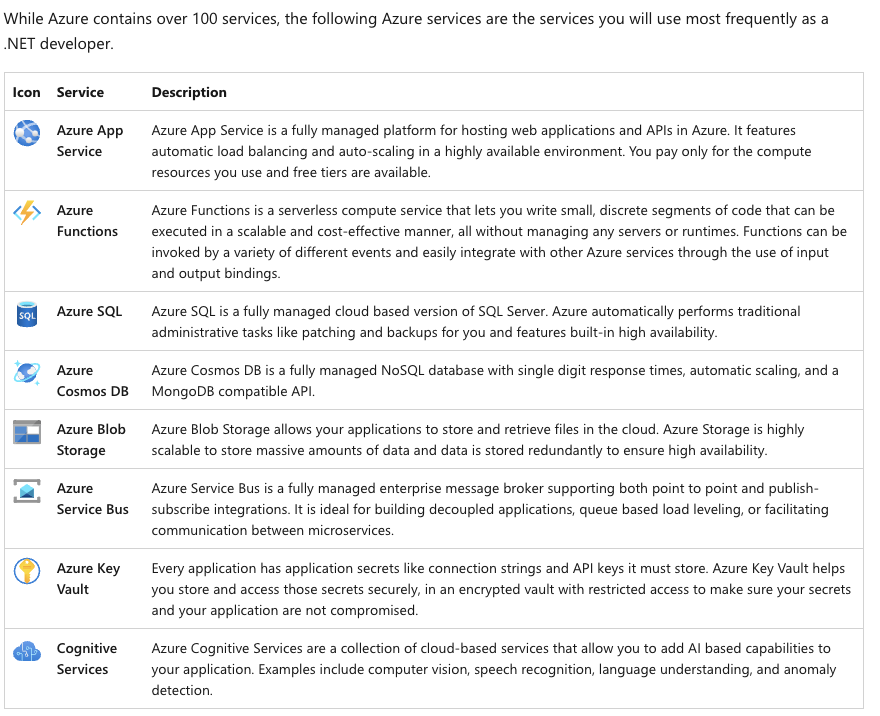 While Azure contains over 100 services, the following Azure services are the services you will use most frequently as a
.NET developer.
Icon Service Description
Azure App
Service
Azure App Service is a fully managed platform for hosting web applications and APIs in Azure. It features
automatic load balancing and auto-scaling in a highly available environment. You pay only for the compute
resources you use and free tiers are available.
Azure
Functions
Azure Functions is a serverless compute service that lets you write small, discrete segments of code that can be
executed in a scalable and cost-effective manner, all without managing any servers or runtimes. Functions can be
invoked by a variety of different events and easily integrate with other Azure services through the use of input
and output bindings.
SQL
Azure SQL
Azure SQL is a fully managed cloud based version of SQL Server. Azure automatically performs traditional
administrative tasks like patching and backups for you and features built-in high availability.
Azure
Cosmos DB
Azure Cosmos DB is a fully managed NoSQL database with single digit response times, automatic scaling, and a
MongoDB compatible API.
Azure Blob
Storage
Azure Blob Storage allows your applications to store and retrieve files in the cloud. Azure Storage is highly
scalable to store massive amounts of data and data is stored redundantly to ensure high availability.
Azure
Service Bus
Azure Service Bus is a fully managed enterprise message broker supporting both point to point and publish-
subscribe integrations. It is ideal for building decoupled applications, queue based load leveling, or facilitating
communication between microservices.
Azure Key
Vault
Every application has application secrets like connection strings and API keys it must store. Azure Key Vault helps
you store and access those secrets securely, in an encrypted vault with restricted access to make sure your secrets
and your application are not compromised.
Cognitive
Services
Azure Cognitive Services are a collection of cloud-based services that allow you to add AI based capabilities to
your application. Examples include computer vision, speech recognition, language understanding, and anomaly
detection.